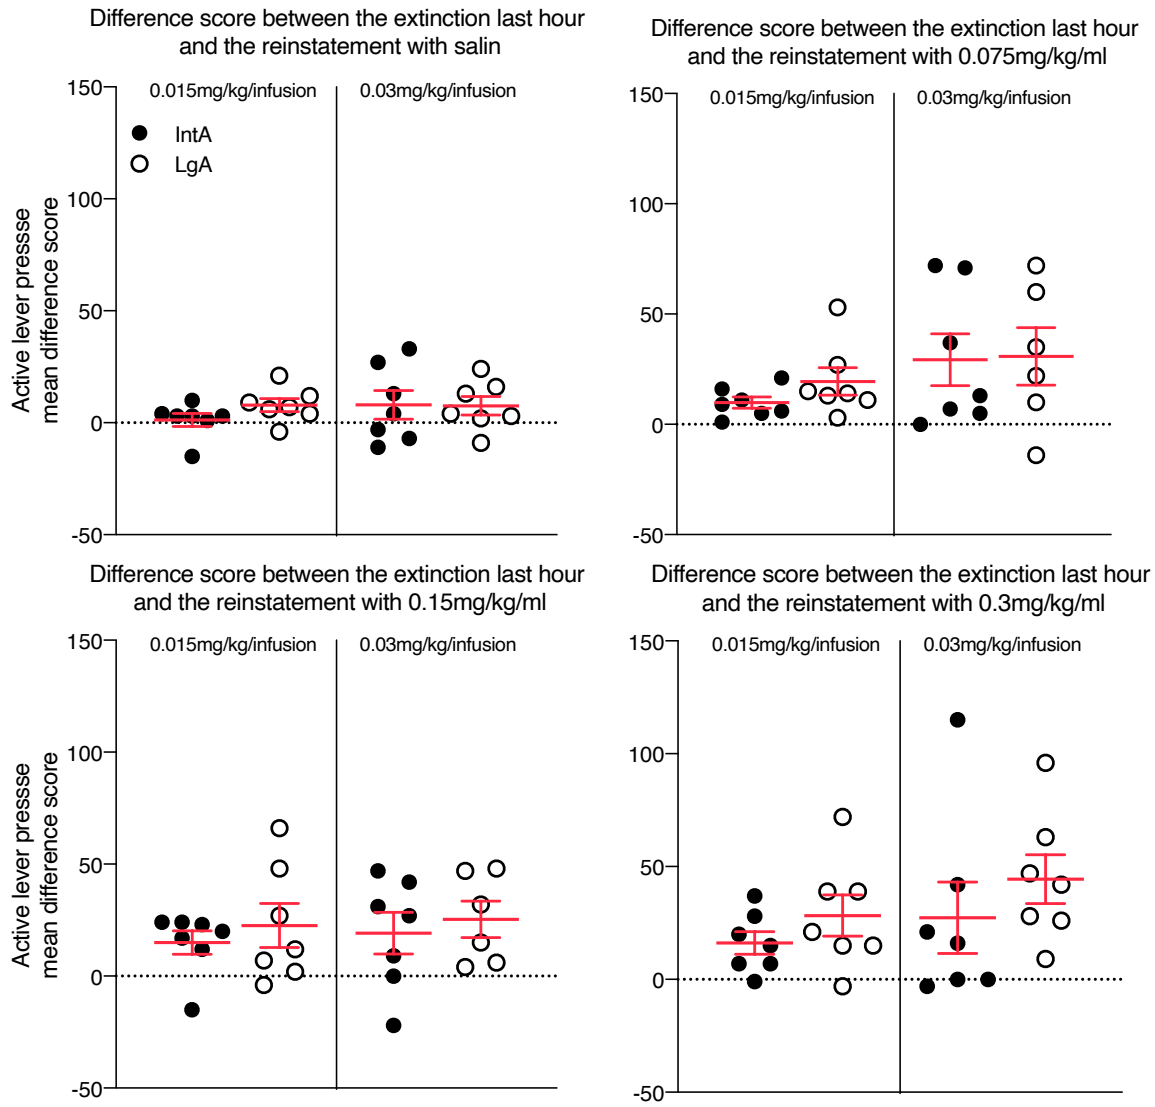 Difference score between the extinction last hour
and the reinstatement with salin
150
0.015mg/kg/infusion
0.03mg/kg/infusion
IntA
LgA
100
50
0
-50
Active lever pressse
mean difference score
Difference score between the extinction last hour
and the reinstatement with 0.075mg/kg/ml
150
0.015mg/kg/infusion
0.03mg/kg/infusion
100
50
0
-50
Difference score between the extinction last hour
and the reinstatement with 0.15mg/kg/ml
150
0.015mg/kg/infusion
0.03mg/kg/infusion
100
50
0
-50
Active lever pressse
mean difference score
Difference score between the extinction last hour
and the reinstatement with 0.3mg/kg/ml
150
0.015mg/kg/infusion
0.03mg/kg/infusion
100
50
0
-50